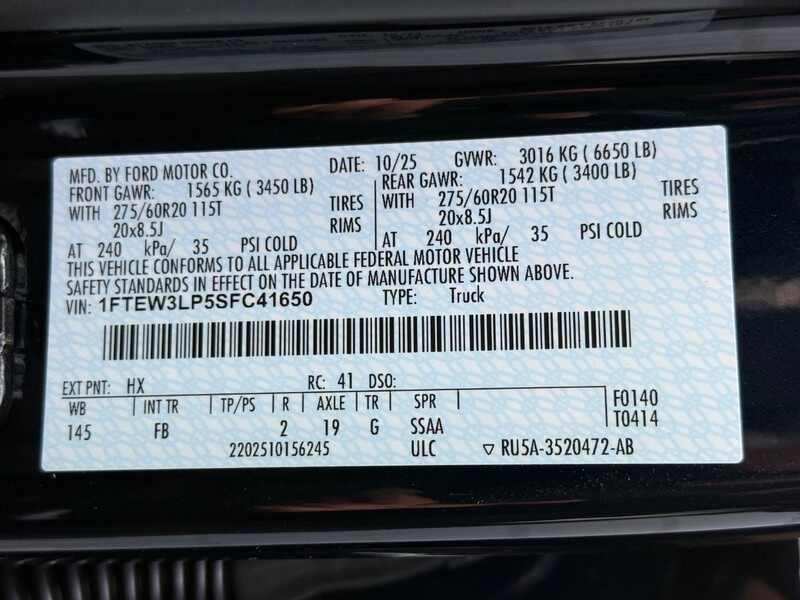 MFD. BY FORD MOTOR CO. DATE: 10/25 GVWR: 3016 KG ( 6650 LB)
FRONT GAWR: 1565 KG ( 3450 LB) REAR GAWR: 1542 KG ( 3400 LB)
WITH 275/60R20 115T TIRES WITH 275/60R20 115T TIRES
20x8.5J RIMS 20x8.5J RIMS
AT 240 kPa/ 35 PSI COLD AT 240 kPa/ 35 PSI COLD
THIS VEHICLE CONFORMS TO ALL APPLICABLE FEDERAL MOTOR VEHICLE
SAFETY STANDARDS IN EFFECT ON THE DATE OF MANUFACTURE SHOWN ABOVE.
VIN: 1FTEW3LP5SFC41650 TYPE: Truck
EXT PNT: HX RC: 41 DSO:
WB INT TR TP/PS R AXLE TR SPR F0140
145 FB 2 19 G SSAA T0414
2202510156245 ULC ▽ RU5A-3520472-AB